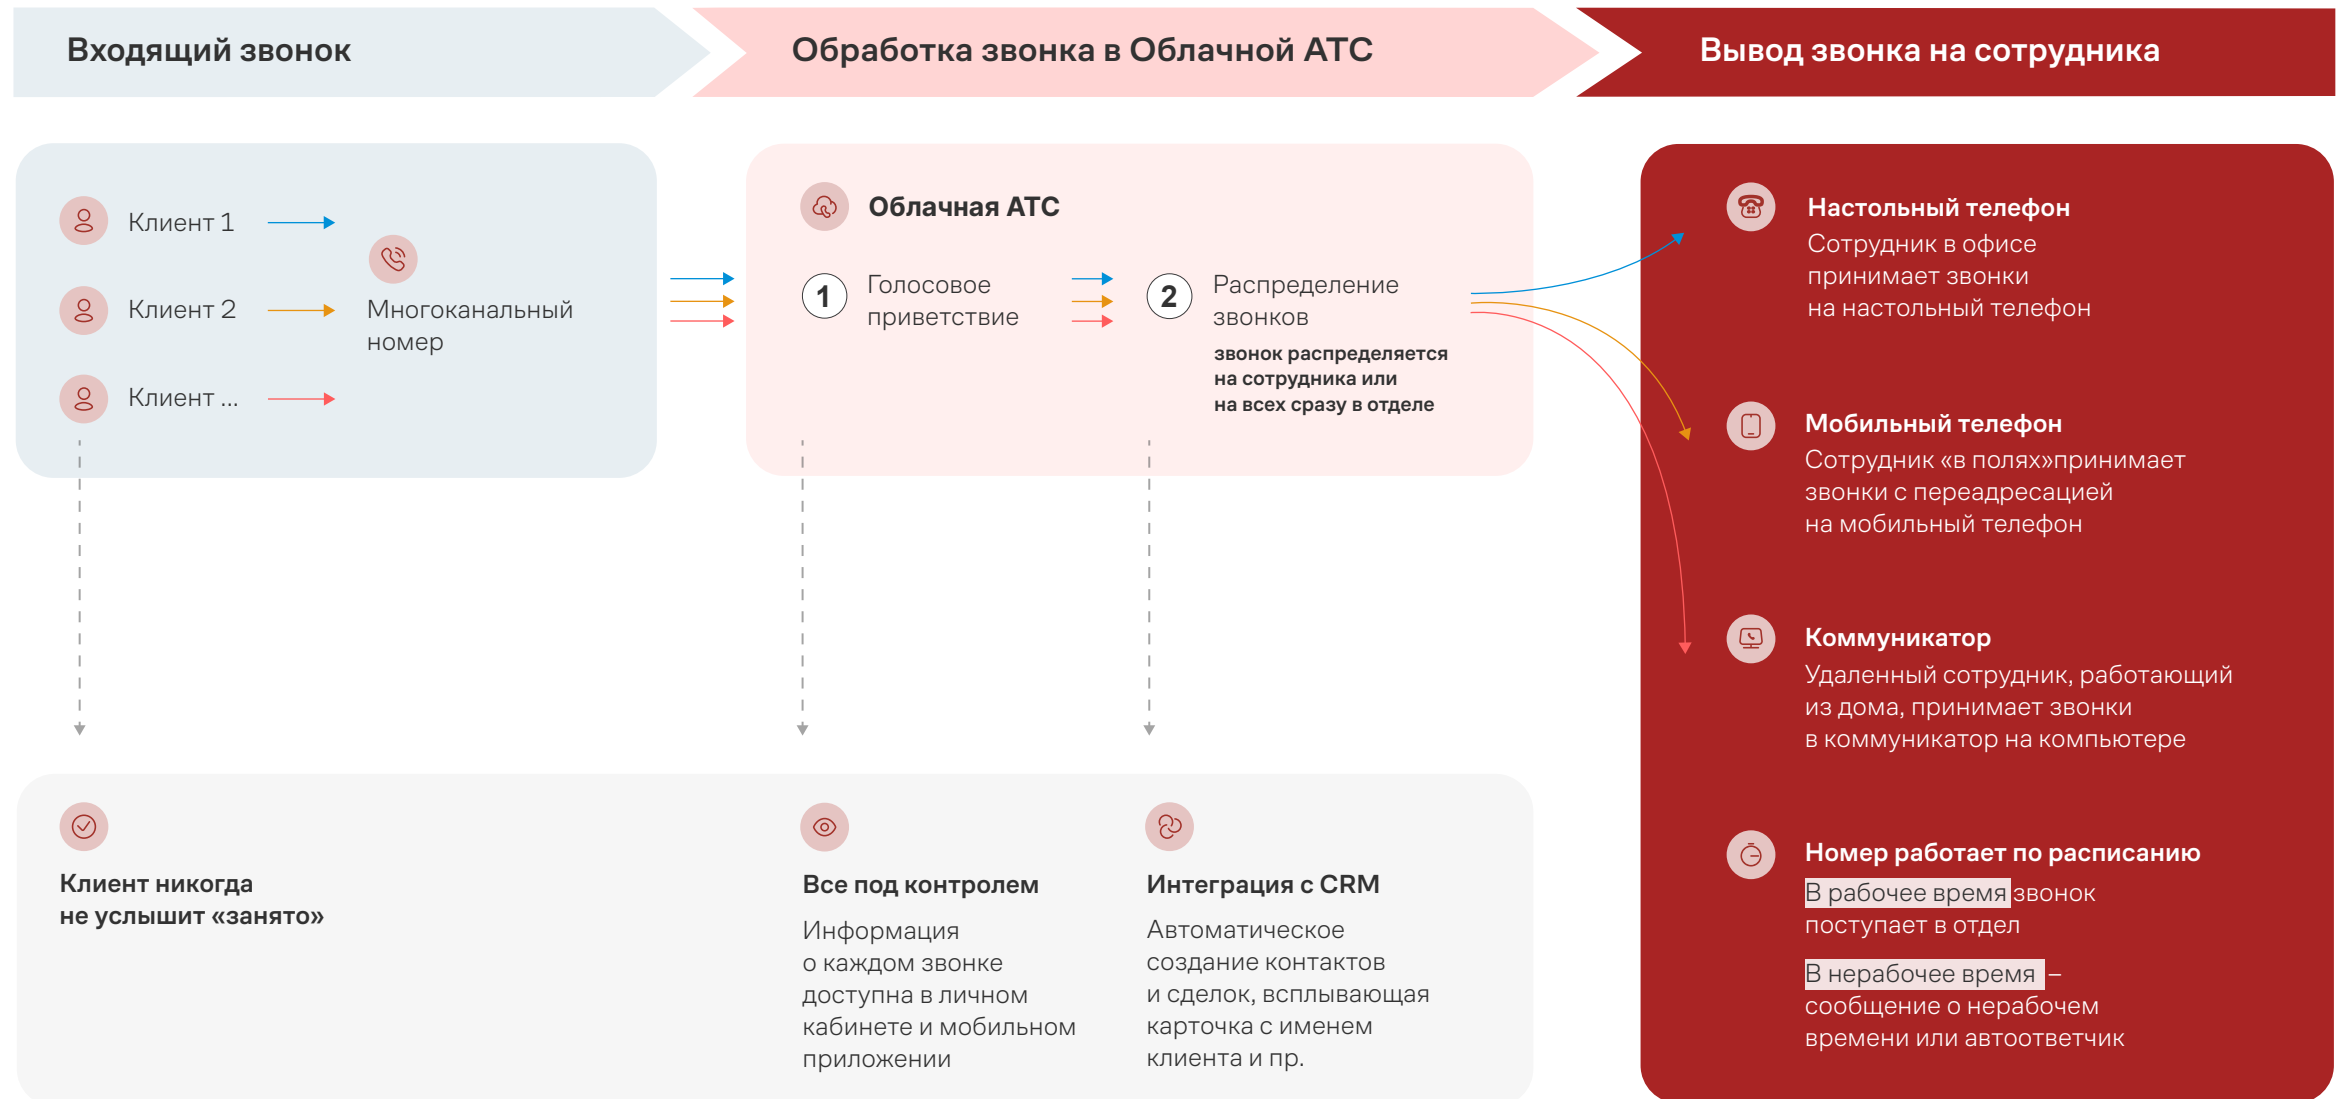 Входящий звонок
Обработка звонка в Облачной АТС
Вывод звонка на сотрудника
Клиент 1
Клиент 2
Клиент ...
Многоканальный
номер
Облачная АТС
1
Голосовое
приветствие
2
Распределение
звонков
звонок распределяется
на сотрудника или
на всех сразу в отделе
Настольный телефон
Сотрудник в офисе
принимает звонки
на настольный телефон
Мобильный телефон
Сотрудник «в полях»принимает
звонки с переадресацией
на мобильный телефон
Коммуникатор
Удаленный сотрудник, работающий
из дома, принимает звонки
в коммуникатор на компьютере
Номер работает по расписанию
В рабочее время звонок
поступает в отдел
В нерабочее время –
сообщение о нерабочем
времени или автоответчик
Клиент никогда
не услышит «занято»
Все под контролем
Информация
о каждом звонке
доступна в личном
кабинете и мобильном
приложении
Интеграция с CRM
Автоматическое
создание контактов
и сделок, всплывающая
карточка с именем
клиента и пр.